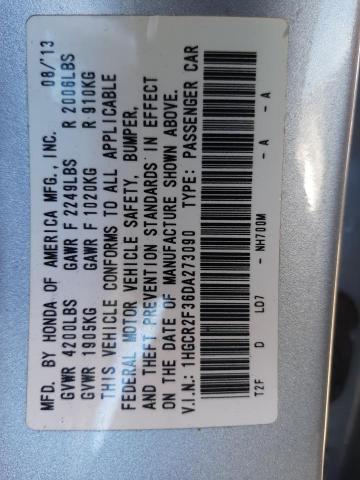 MFD. BY HONDA OF AMERICA MFG., INC. 08/'13
GVWR 4200LBS GAWR F 2249LBS R 2006LBS
GVWR 1905KG GAWR F 1020KG R 910KG
THIS VEHICLE CONFORMS TO ALL APPLICABLE
FEDERAL MOTOR VEHICLE SAFETY, BUMPER,
AND THEFT PREVENTION STANDARDS IN EFFECT
ON THE DATE OF MANUFACTURE SHOWN ABOVE.
V.I.N.: 1HGCR2F36DA273090 TYPE: PASSENGER CAR
T2F D L07 NH700M - A - A